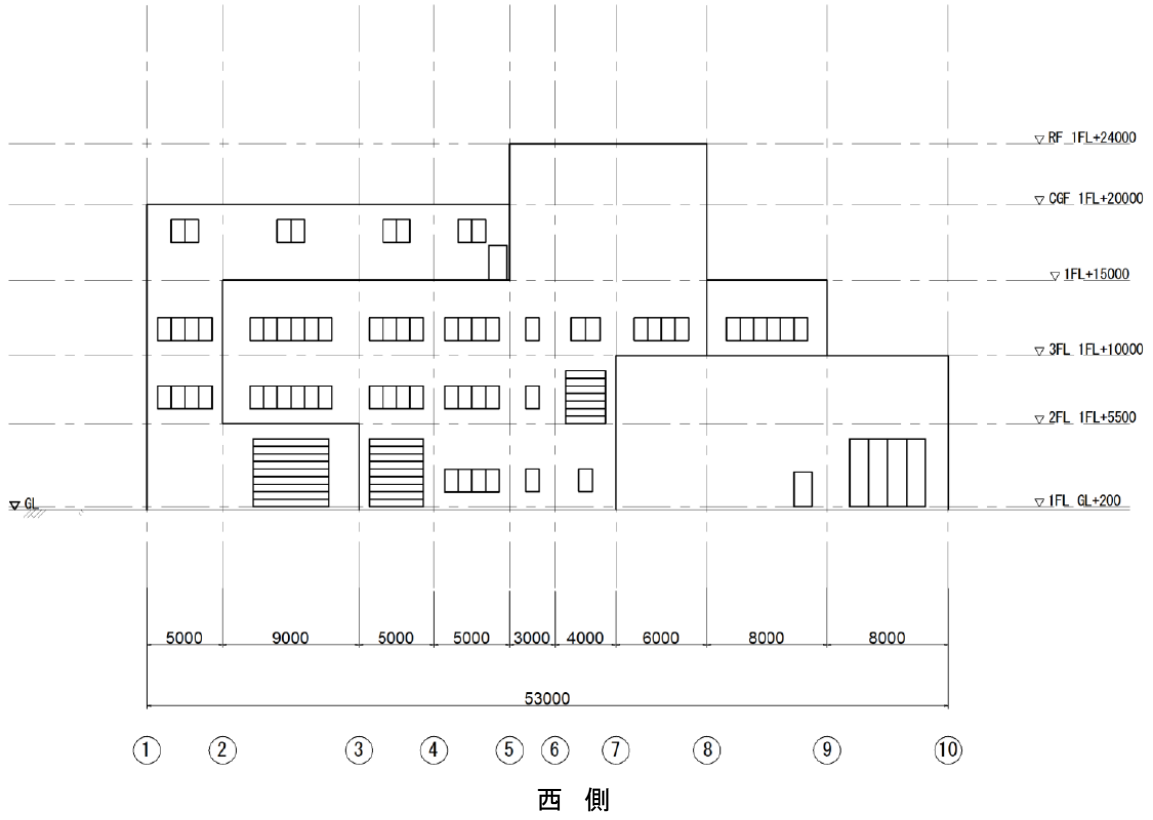 ▽ RF 1FL+24000
▽ CGF 1FL+20000
▽ 1FL+15000
▽ 3FL 1FL+10000
▽ 2FL 1FL+5500
▽ GL
▽ 1FL GL+200
5000 9000 5000 5000 3000 4000 6000 8000 8000
53000
① ② ③ ④ ⑤ ⑥ ⑦ ⑧ ⑨ ⑩
西 側